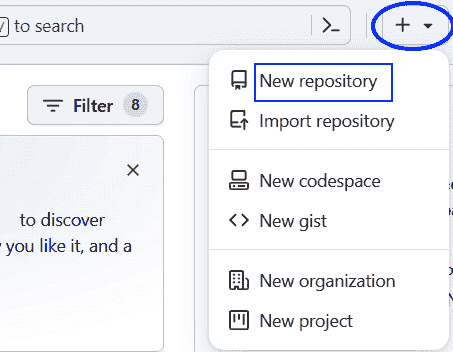 to search
Filter 8
New repository
Import repository
to discover
you like it, and a
New codespace
New gist
New organization
New project